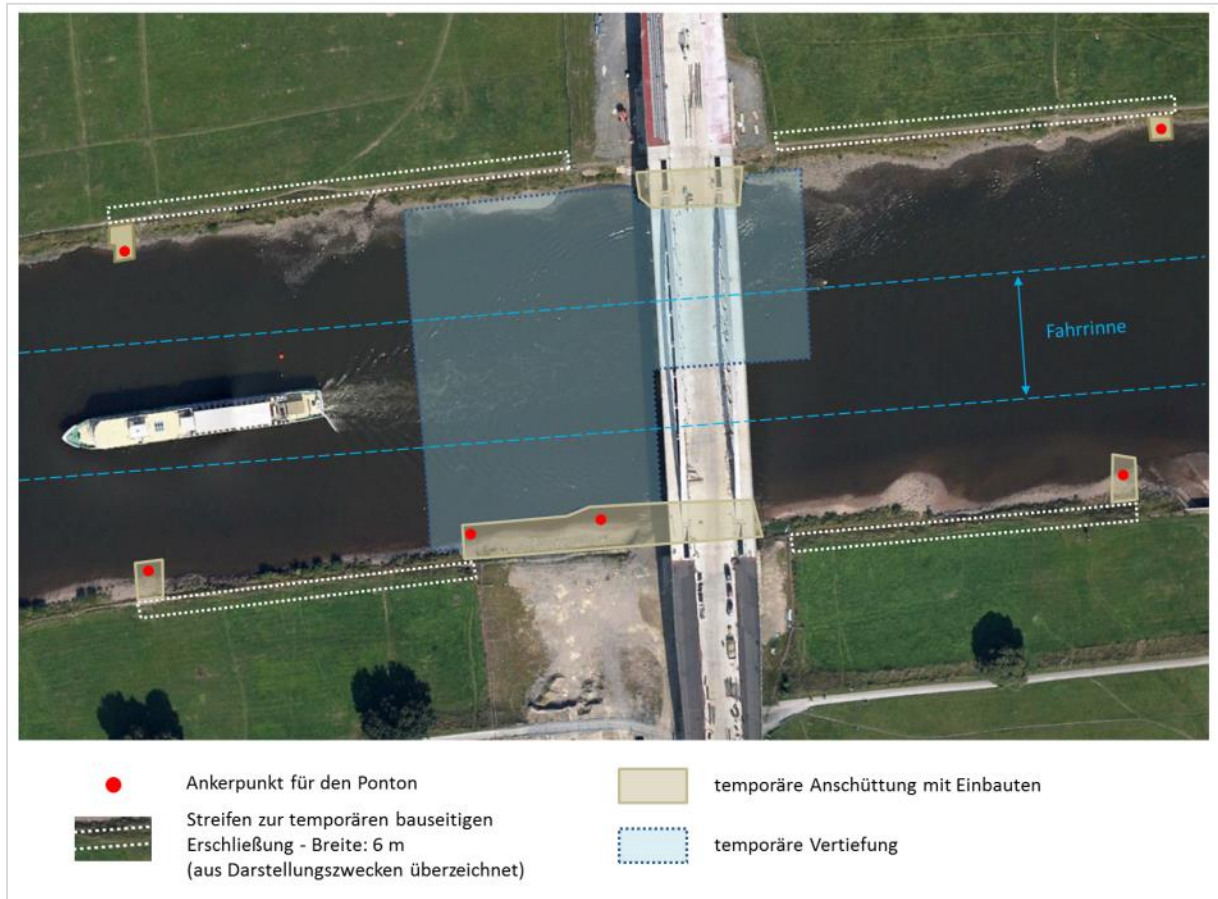 Fahrrinne
Ankerpunkt für den Ponton
Streifen zur temporären bauseitigen
Erschließung - Breite: 6 m
(aus Darstellungszwecken überzeichnet)
temporäre Anschüttung mit Einbauten
temporäre Vertiefung